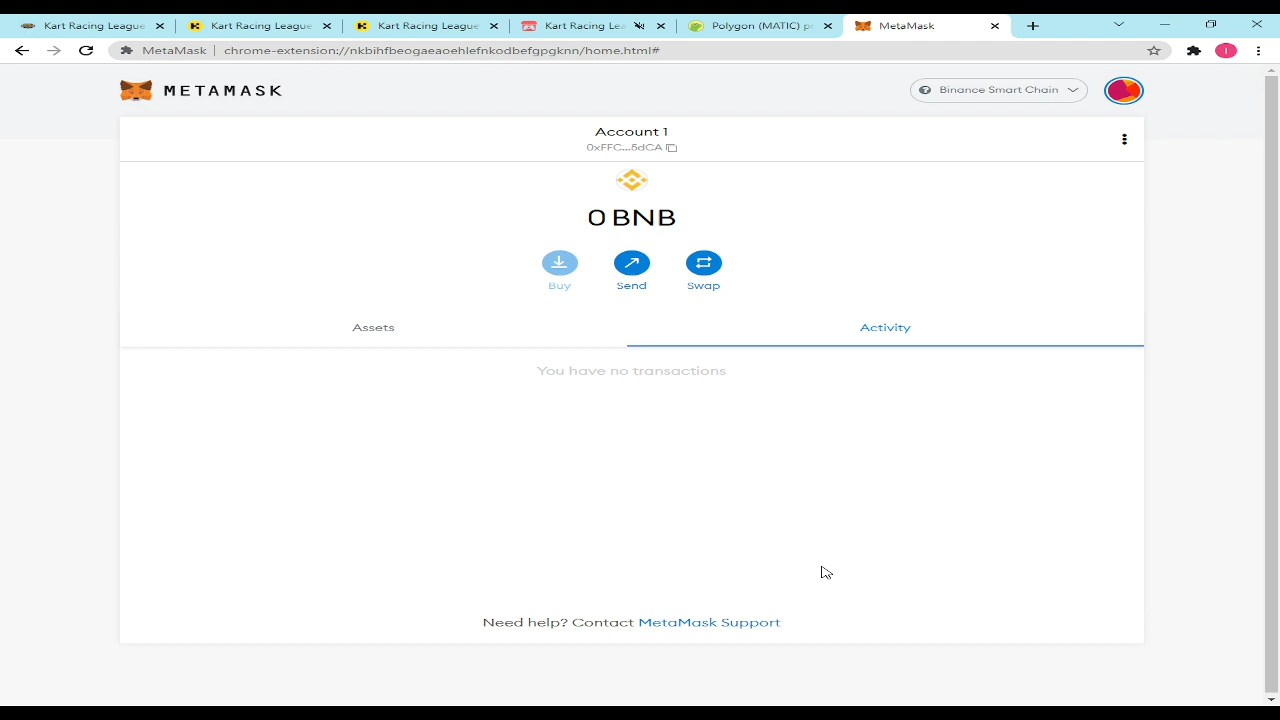 Kart Racing League
Kart Racing League
Kart Racing League
Kart Racing Lea
Polygon (MATIC) p
MetaMask
MetaMask
chrome-extension://nkbihfbeogaeaoehlefnkodbefgpgknn/home.html#
I
METAMASK
? Binance Smart Chain
Account 1
0xFFC...5dCA
0 BNB
Buy
Send
Swap
Assets
Activity
You have no transactions
Need help? Contact MetaMask Support